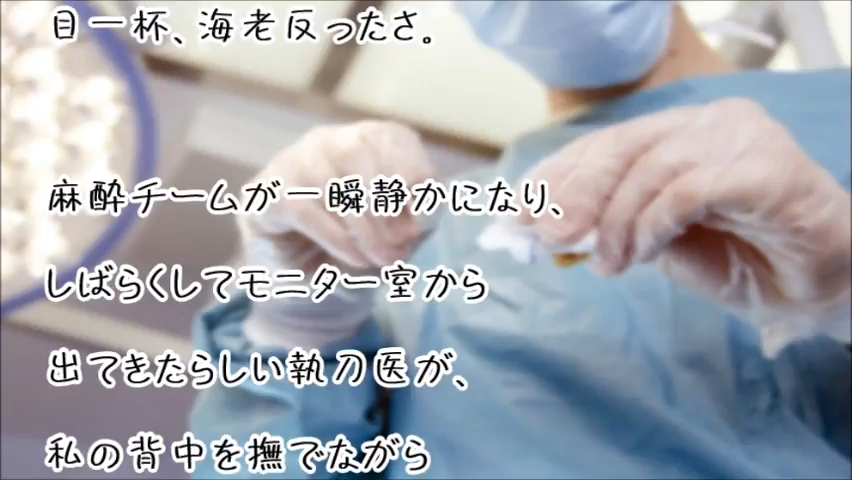 目一杯、海老反ったさ。
麻酔チームが一瞬静かになり、
しばらくしてモニター室から
出てきたらしい執刀医が、
私の背中を撫でながら